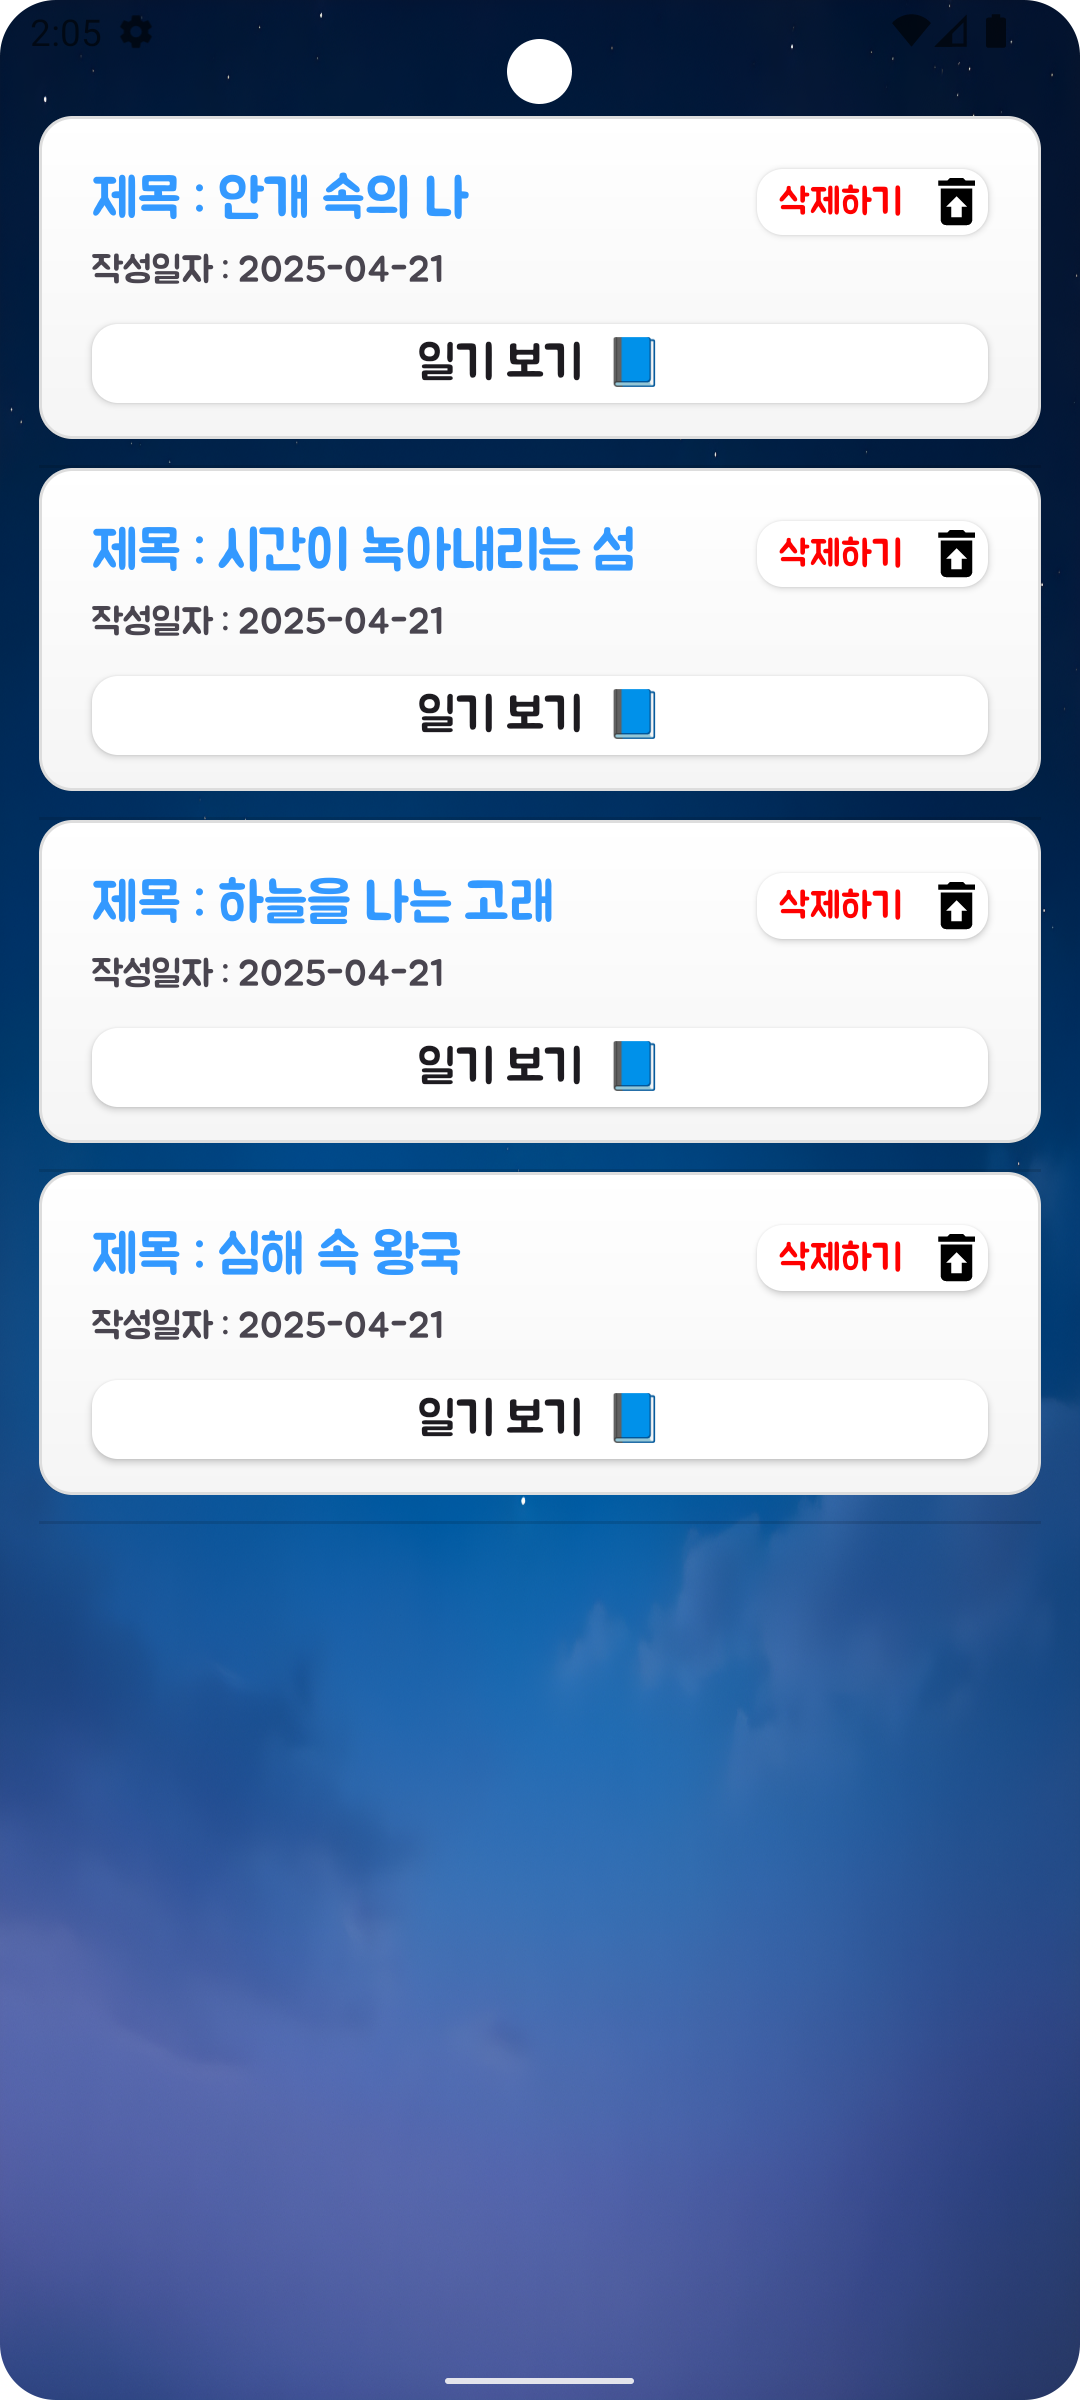 2:05
제목 : 안개 속의 나
삭제하기
작성일자 : 2025-04-21
일기 보기
제목 : 시간이 녹아내리는 섬
삭제하기
작성일자 : 2025-04-21
일기 보기
제목 : 하늘을 나는 고래
삭제하기
작성일자 : 2025-04-21
일기 보기
제목 : 심해 속 왕국
삭제하기
작성일자 : 2025-04-21
일기 보기